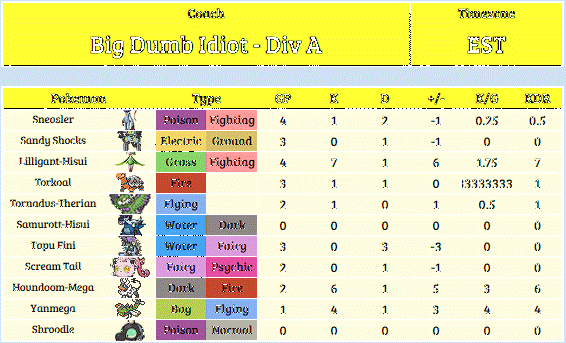 Coach Timezone
Big Dumb Idiot - Div A EST
Pokemon Type GP K D +/- K/G KDR
Sneasler Poison Fighting 4 1 2 -1 0.25 0.5
Sandy Shocks Electric Ground 3 0 1 -1 0 0
Lilligant-Hisui Grass Fighting 4 7 1 6 1.75 7
Torkoal Fire 3 1 1 0 33333333 1
Tornadus-Therian Flying 2 1 0 1 0.5 1
Samurott-Hisui Water Dark 0 0 0 0 0 0
Tapu Fini Water Fairy 3 0 3 -3 0 0
Scream Tail Fairy Psychic 2 0 1 -1 0 0
Houndoom-Mega Dark Fire 2 6 1 5 3 6
Yanmega Bug Flying 1 4 1 3 4 4
Shroodle Poison Normal 0 0 0 0 0 0